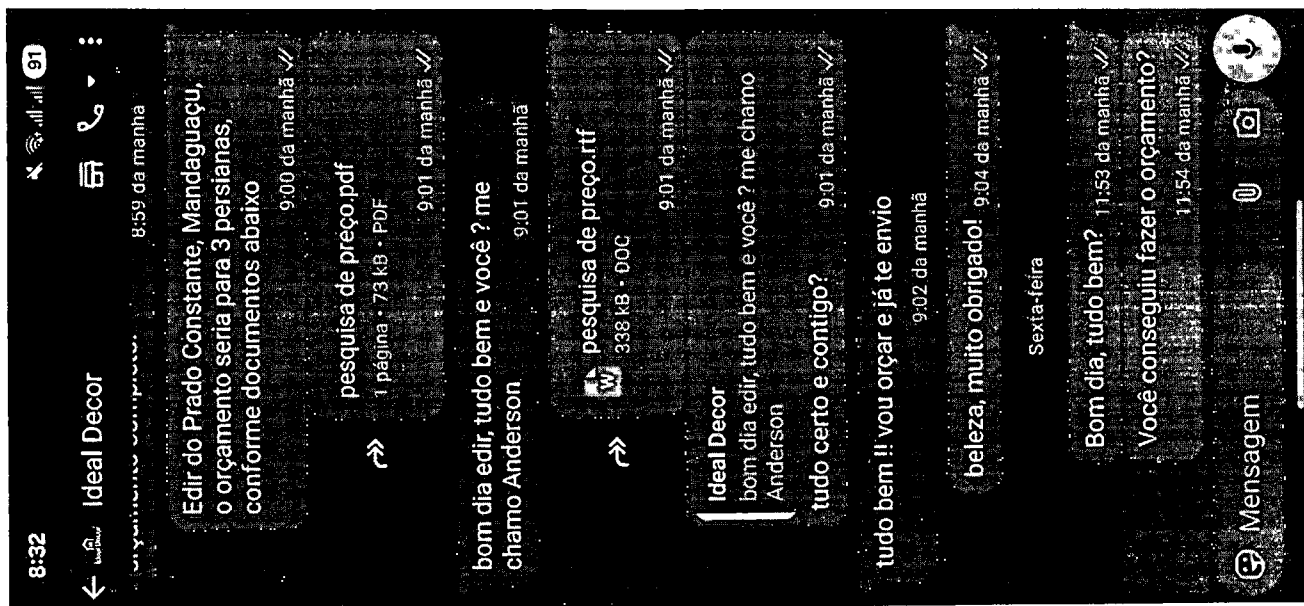 8:32
91
Ideal Decor
8:59 da manhã
Edir do Prado Constante, Mandaguaçu,
o orçamento seria para 3 persianas,
conforme documentos abaixo
9:00 da manhã
pesquisa de preço.pdf
1 página • 73 kB • PDF
9:01 da manhã
bom dia edir, tudo bem e você ? me
chamo Anderson
9:01 da manhã
pesquisa de preço.rtf
338 kB • DOC
9:01 da manhã
Ideal Decor
bom dia edir, tudo bem e você ? me chamo
Anderson
tudo certo e contigo?
9:01 da manhã
tudo bem !! vou orçar e já te envio
9:02 da manhã
beleza, muito obrigado!
9:04 da manhã
Sexta-feira
Bom dia, tudo bem?
11:53 da manhã
Você conseguiu fazer o orçamento?
11:54 da manhã
Mensagem